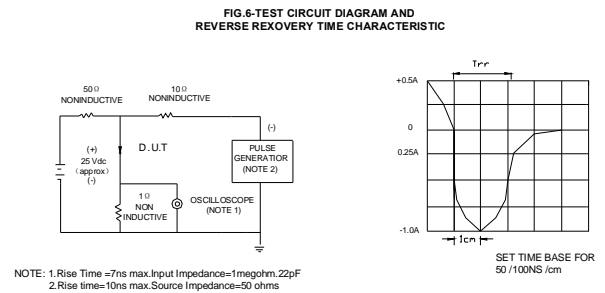 FIG.6-TEST CIRCUIT DIAGRAM AND
REVERSE REXOVERY TIME CHARACTERISTIC
50Ω
NONINDUCTIVE
10Ω
NONINDUCTIVE
(+)
25 Vdc
(approx)
(-)
D.U.T
1Ω
NON
INDUCTIVE
OSCILLOSCOPE
(NOTE 1)
(-)
PULSE
GENERATIOR
(NOTE 2)
Trr
+0.5A
0
0.25A
-1.0A
1cm
SET TIME BASE FOR
50 /100NS /cm
NOTE: 1.Rise Time =7ns max.Input Impedance=1megohm.22pF
2.Rise time=10ns max.Source Impedance=50 ohms